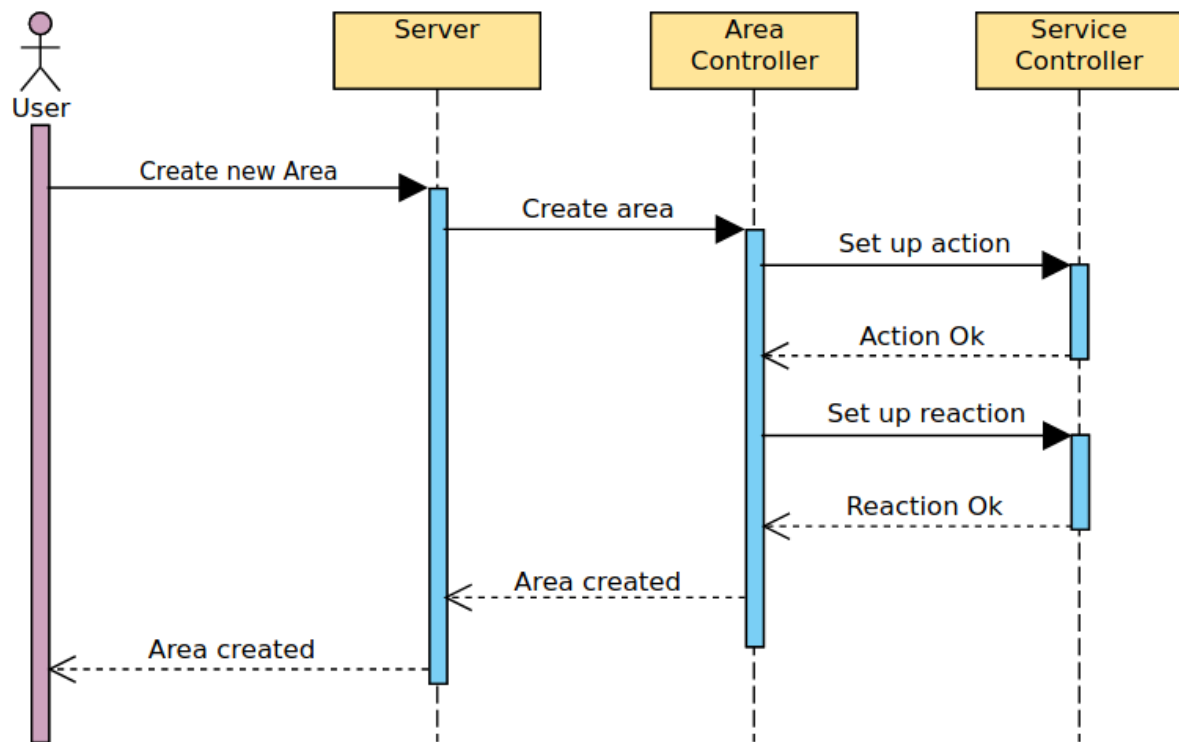 Server
Area
Controller
Service
Controller
User
Create new Area
Create area
Set up action
Action Ok
Set up reaction
Reaction Ok
Area created
Area created